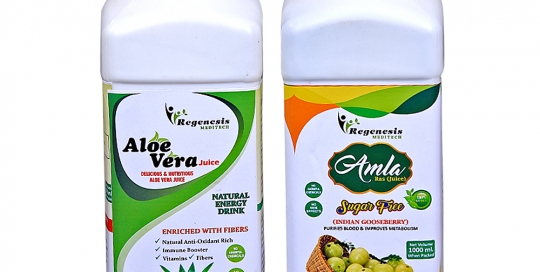 Regenesis
MEDITECH
Aloe
Vera Juice
DELICIOUS & NUTRITIOUS
ALOE VERA JUICE
NATURAL
ENERGY
DRINK
ENRICHED WITH FIBERS
✓ Natural Anti-Oxidant Rich
✓ Immune Booster
✓ Vitamins ✓ Fibers
Regenesis
MEDITECH
Amla
Ras (Juice)
Sugar Free
(INDIAN GOOSEBERRY)
PURIFIES BLOOD & IMPROVES METABOLISM
Net Volume
1000 ml.
When Packed